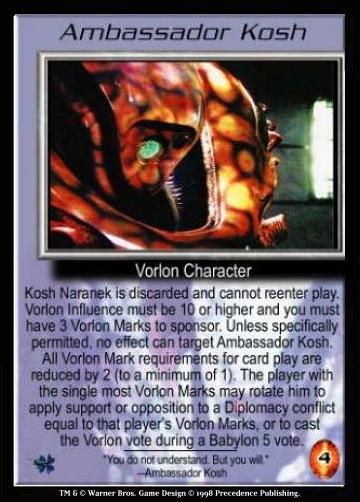 Ambassador Kosh
Vorlon Character
Kosh Naranek is discarded and cannot reenter play.
Vorlon Influence must be 10 or higher and you must
have 3 Vorlon Marks to sponsor. Unless specifically
permitted, no effect can target Ambassador Kosh.
All Vorlon Mark requirements for card play are
reduced by 2 (to a minimum of 1). The player with
the single most Vorlon Marks may rotate him to
apply support or opposition to a Diplomacy conflict
equal to that player's Vorlon Marks, or to cast
the Vorlon vote during a Babylon 5 vote.
"You do not understand. But you will."
—Ambassador Kosh
4
TM & © Warner Bros. Game Design © 1998 Precedence Publishing.